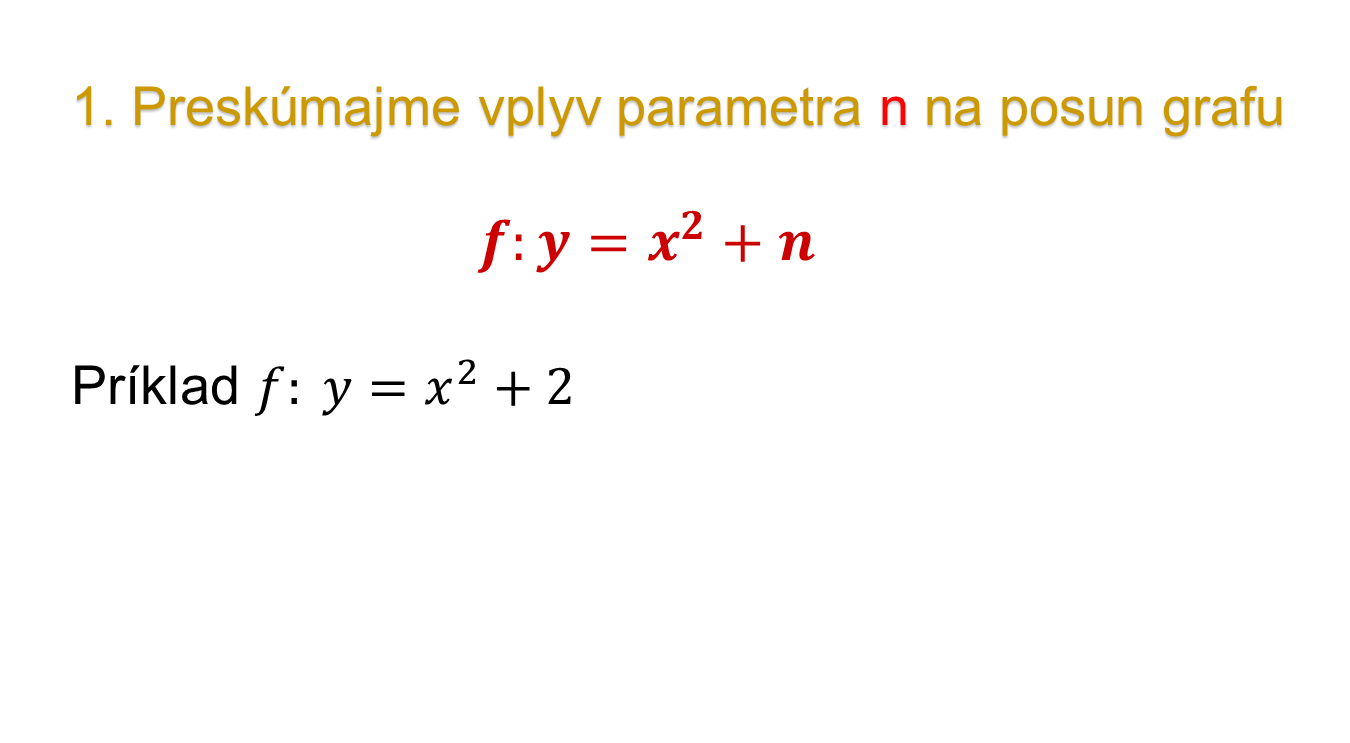 1. Preskúmajme vplyv parametra n na posun grafu
f: y = x² + n
Príklad f: y = x² + 2